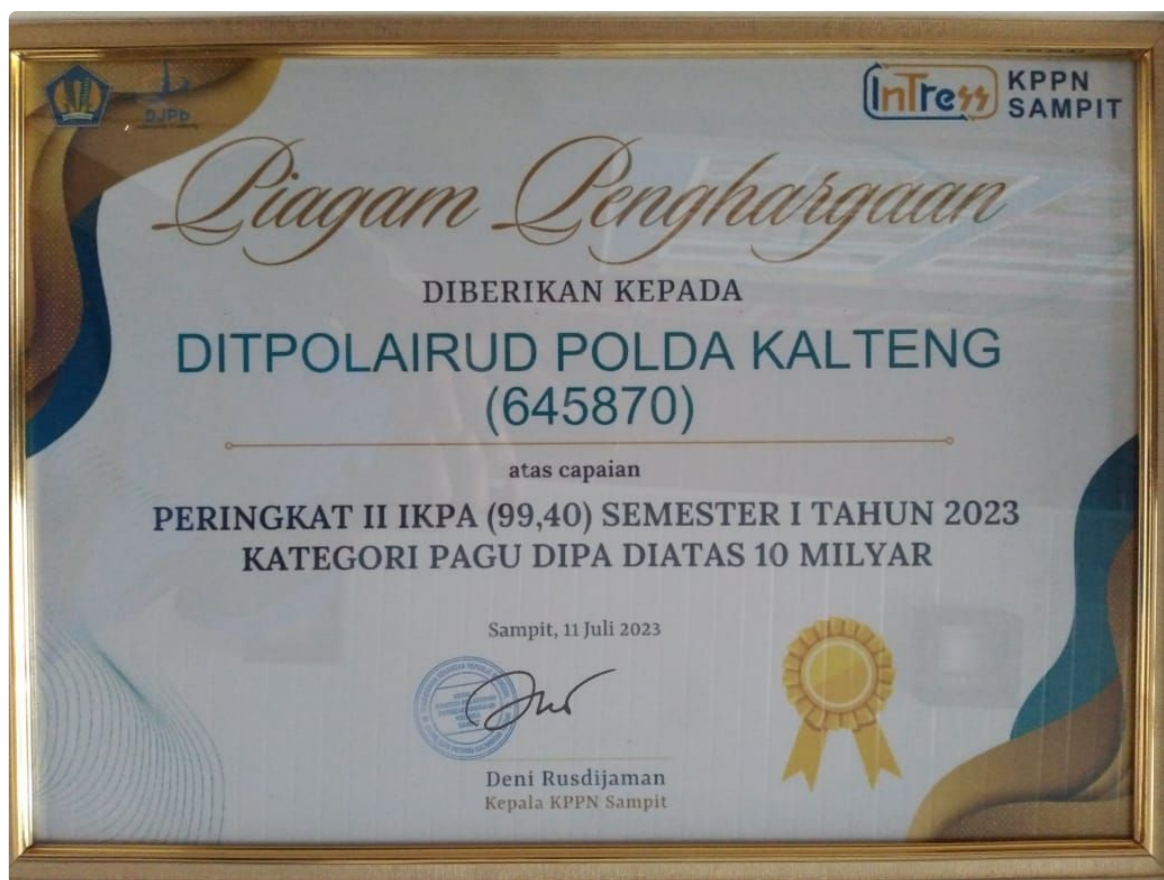 DJPb
InTress
KPPN
SAMPIT
Piagam Penghargaan
DIBERIKAN KEPADA
DITPOLAIRUD POLDA KALTENG
(645870)
atas capaian
PERINGKAT II IKPA (99,40) SEMESTER I TAHUN 2023
KATEGORI PAGU DIPA DIATAS 10 MILYAR
Sampit, 11 Juli 2023
Deni Rusdijaman
Kepala KPPN Sampit